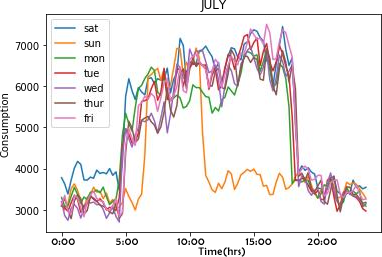 JULY
7000
6000
5000
4000
3000
Consumption
sat
sun
mon
tue
wed
thur
fri
0:00 5:00 10:00 15:00 20:00
Time(hrs)